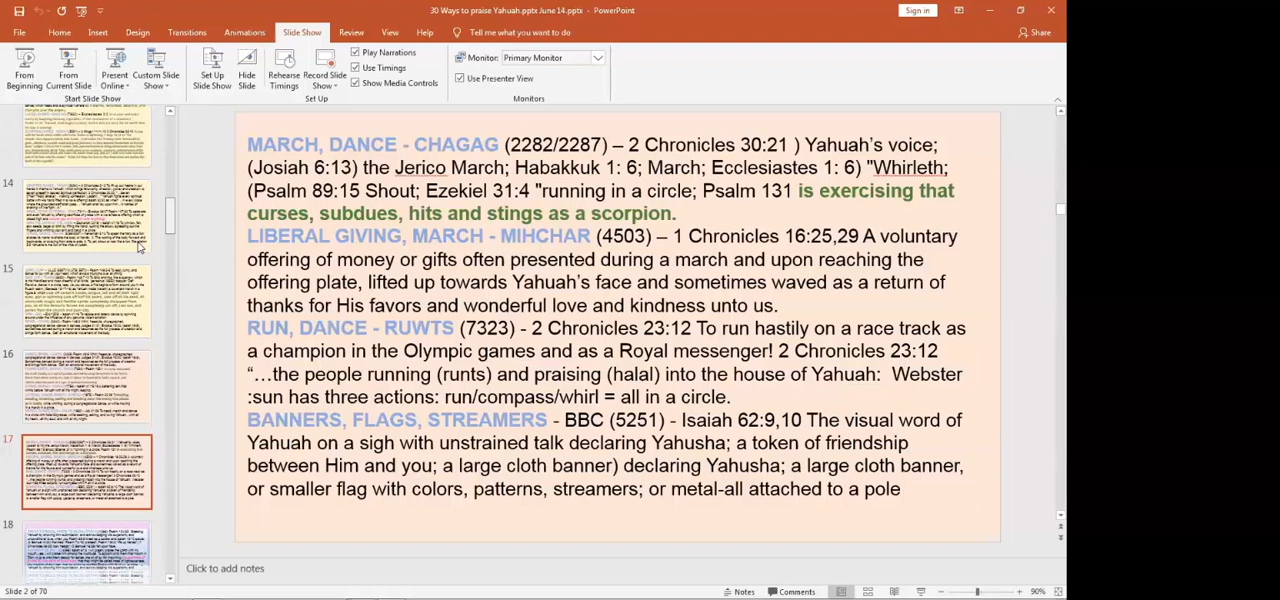 30 Ways to praise Yahuah.pptx June14.pptx - PowerPoint
Sign in
File Home Insert Design Transitions Animations Slide Show Review View Help Tell me what you want to do
Share
From Beginning
From Current Slide
Present Online
Custom Slide Show
Start Slide Show
Set Up Slide Show
Hide Slide
Rehearse Timings
Record Slide Show
Play Narrations
Use Timings
Show Media Controls
Set Up
Monitor: Primary Monitor
Use Presenter View
Monitors
14
15
16
17
18
MARCH, DANCE - CHAGAG (2282/2287) – 2 Chronicles 30:21 ) Yahuah’s voice;
(Josiah 6:13) the Jerico March; Habakkuk 1: 6; March; Ecclesiastes 1: 6) "Whirleth;
(Psalm 89:15 Shout; Ezekiel 31:4 "running in a circle; Psalm 131 is exercising that
curses, subdues, hits and stings as a scorpion.
LIBERAL GIVING, MARCH - MIHCHAR (4503) – 1 Chronicles 16:25,29 A voluntary
offering of money or gifts often presented during a march and upon reaching the
offering plate, lifted up towards Yahuah’s face and sometimes waved as a return of
thanks for His favors and wonderful love and kindness unto us.
RUN, DANCE - RUWTS (7323) - 2 Chronicles 23:12 To run hastily on a race track as
a champion in the Olympic games and as a Royal messenger! 2 Chronicles 23:12
“…the people running (ruwts) and praising (halal) into the house of Yahuah: Webster
:sun has three actions: run/compass/whirl = all in a circle.
BANNERS, FLAGS, STREAMERS - BBC (5251) - Isaiah 62:9,10 The visual word of
Yahuah on a sigh with unstrained talk declaring Yahusha; a token of friendship
between Him and you; a large cloth banner) declaring Yahusha; a large cloth banner,
or smaller flag with colors, patterns, streamers; or metal-all attached to a pole
Click to add notes
Slide 2 of 70
Notes Comments
90%